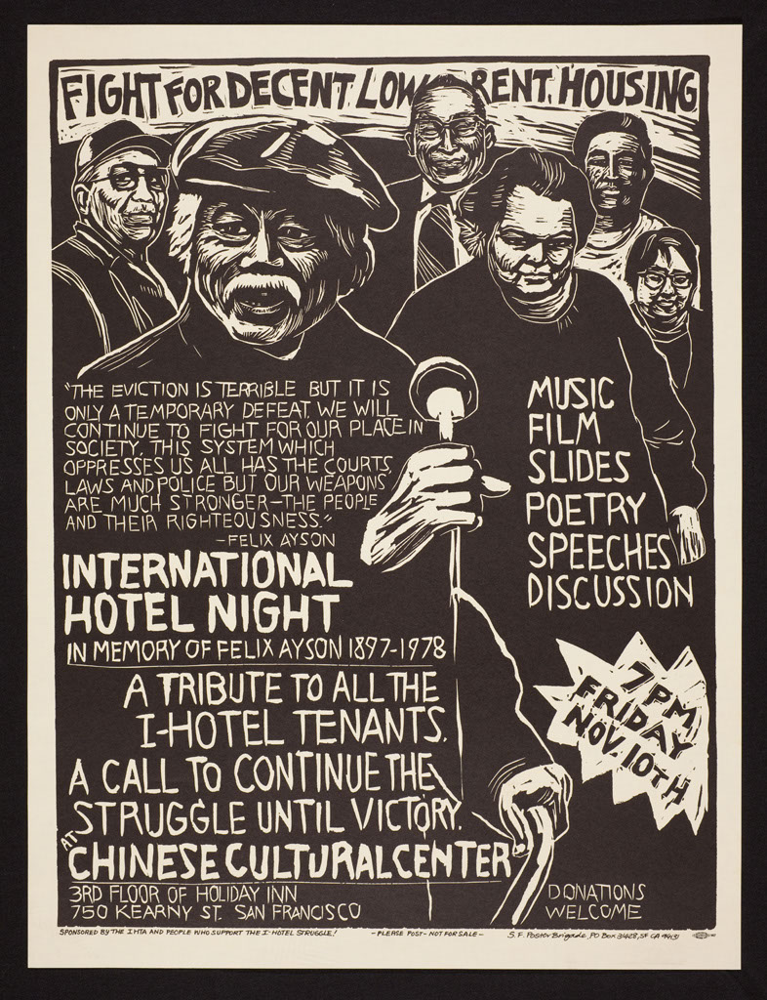 FIGHT FOR DECENT, LOW RENT, HOUSING
"THE EVICTION IS TERRIBLE BUT IT IS
ONLY A TEMPORARY DEFEAT. WE WILL
CONTINUE TO FIGHT FOR OUR PLACE IN
SOCIETY. THIS SYSTEM WHICH
OPPRESSES US ALL HAS THE COURTS,
LAWS AND POLICE BUT OUR WEAPONS
ARE MUCH STRONGER—THE PEOPLE
AND THEIR RIGHTEOUSNESS."
—FELIX AYSON
MUSIC
FILM
SLIDES
POETRY
SPEECHES
DISCUSSION
INTERNATIONAL
HOTEL NIGHT
IN MEMORY OF FELIX AYSON 1897-1978
A TRIBUTE TO ALL THE
I-HOTEL TENANTS.
A CALL TO CONTINUE THE
STRUGGLE UNTIL VICTORY.
7PM
FRIDAY
NOV. 10TH
AT
CHINESE CULTURAL CENTER
3RD FLOOR OF HOLIDAY INN
750 KEARNY ST. SAN FRANCISCO
DONATIONS
WELCOME
SPONSORED BY THE IHTA AND PEOPLE WHO SUPPORT THE I-HOTEL STRUGGLE!
-PLEASE POST-NOT FOR SALE-
S.F. Poster Brigade, PO Box 31428, SF CA 94131